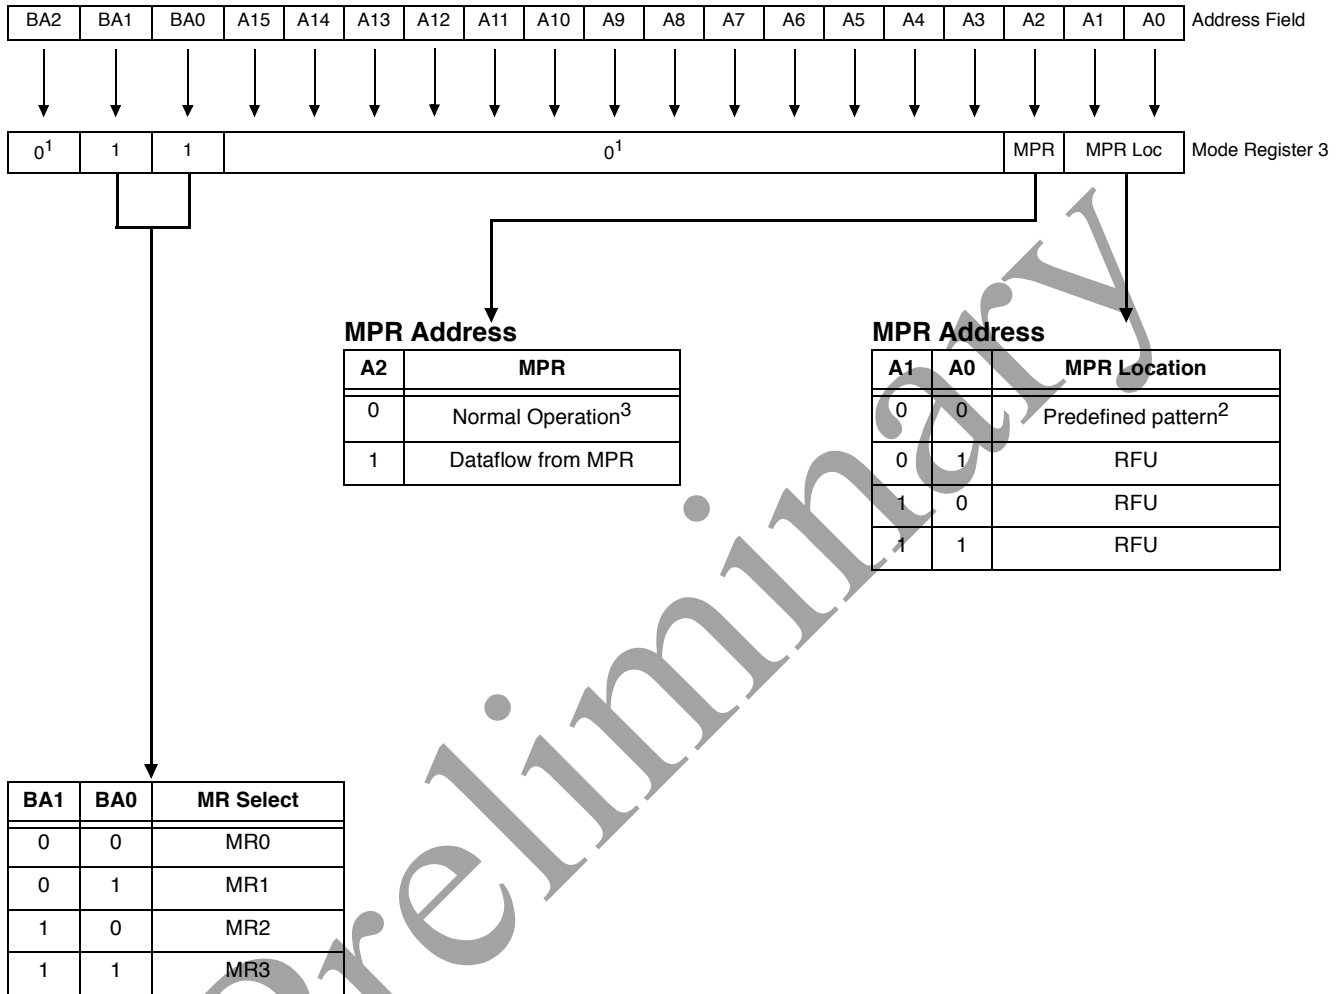 BA2 BA1 BA0 A15 A14 A13 A12 A11 A10 A9 A8 A7 A6 A5 A4 A3 A2 A1 A0 Address Field
0¹ 1 1 0¹ MPR MPR Loc Mode Register 3
MPR Address
A2 MPR
0 Normal Operation³
1 Dataflow from MPR
MPR Address
A1 A0 MPR Location
0 0 Predefined pattern²
0 1 RFU
1 0 RFU
1 1 RFU
BA1 BA0 MR Select
0 0 MR0
0 1 MR1
1 0 MR2
1 1 MR3
Preliminary